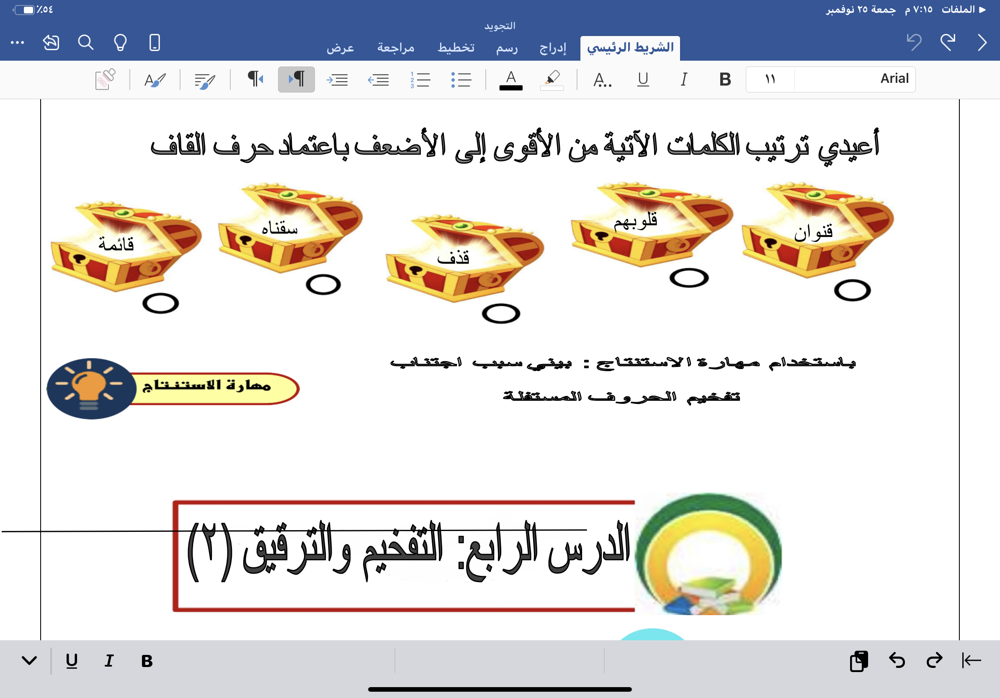 ◀ الملفات ٧:١٥ م جمعة ٢٥ نوفمبر
٪٥٤
التجويد
الشريط الرئيسي إدراج رسم تخطيط مراجعة عرض
Arial ١١ B I U A.. A
أعيدي ترتيب الكلمات الآتية من الأقوى إلى الأضعف باعتماد حرف القاف
قنوان
قلوبهم
قذف
سقناه
قائمة
باستخدام مهارة الاستنتاج : بيني سبب اجتناب
تفخيم الحروف المستفلة
مهارة الاستنتاج
الدرس الرابع: التفخيم والترقيق (٢)
B I U